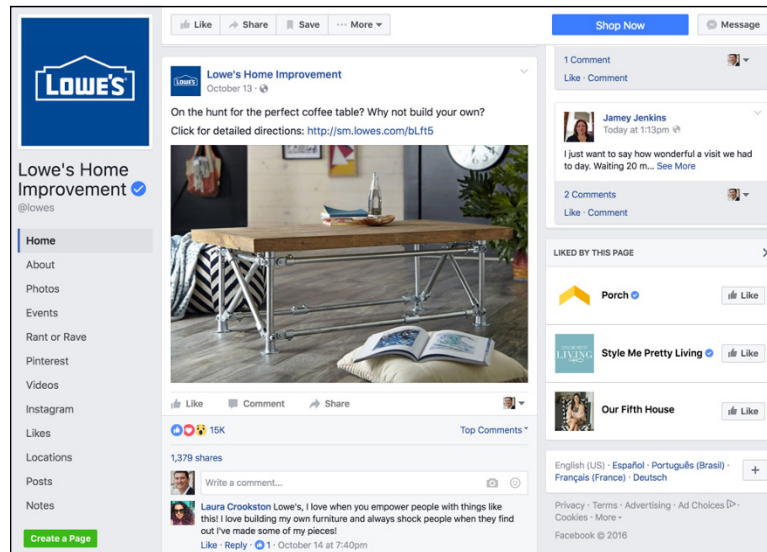 LOWE'S
Lowe's Home
Improvement
@lowes
Home
About
Photos
Events
Rant or Rave
Pinterest
Videos
Instagram
Likes
Locations
Posts
Notes
Create a Page
Like Share Save ··· More
Shop Now
Message
LOWE'S
Lowe's Home Improvement
October 13 ·
On the hunt for the perfect coffee table? Why not build your own?
Click for detailed directions: http://sm.lowes.com/bLft5
Like Comment Share
15K
Top Comments
1,379 shares
Write a comment...
Laura Crookston Lowe's, I love when you empower people with things like
this! I love building my own furniture and always shock people when they find
out I've made some of my pieces!
Like · Reply · 1 · October 14 at 7:40pm
1 Comment
Like · Comment
Jamey Jenkins
Today at 1:13pm
I just want to say how wonderful a visit we had
to day. Waiting 20 m... See More
2 Comments
Like · Comment
LIKED BY THIS PAGE
Porch
Like
LIVING
Style Me Pretty Living
Like
Our Fifth House
Like
English (US) · Español · Português (Brasil) ·
Français (France) · Deutsch
+
Privacy · Terms · Advertising · Ad Choices ·
Cookies · More
Facebook © 2016